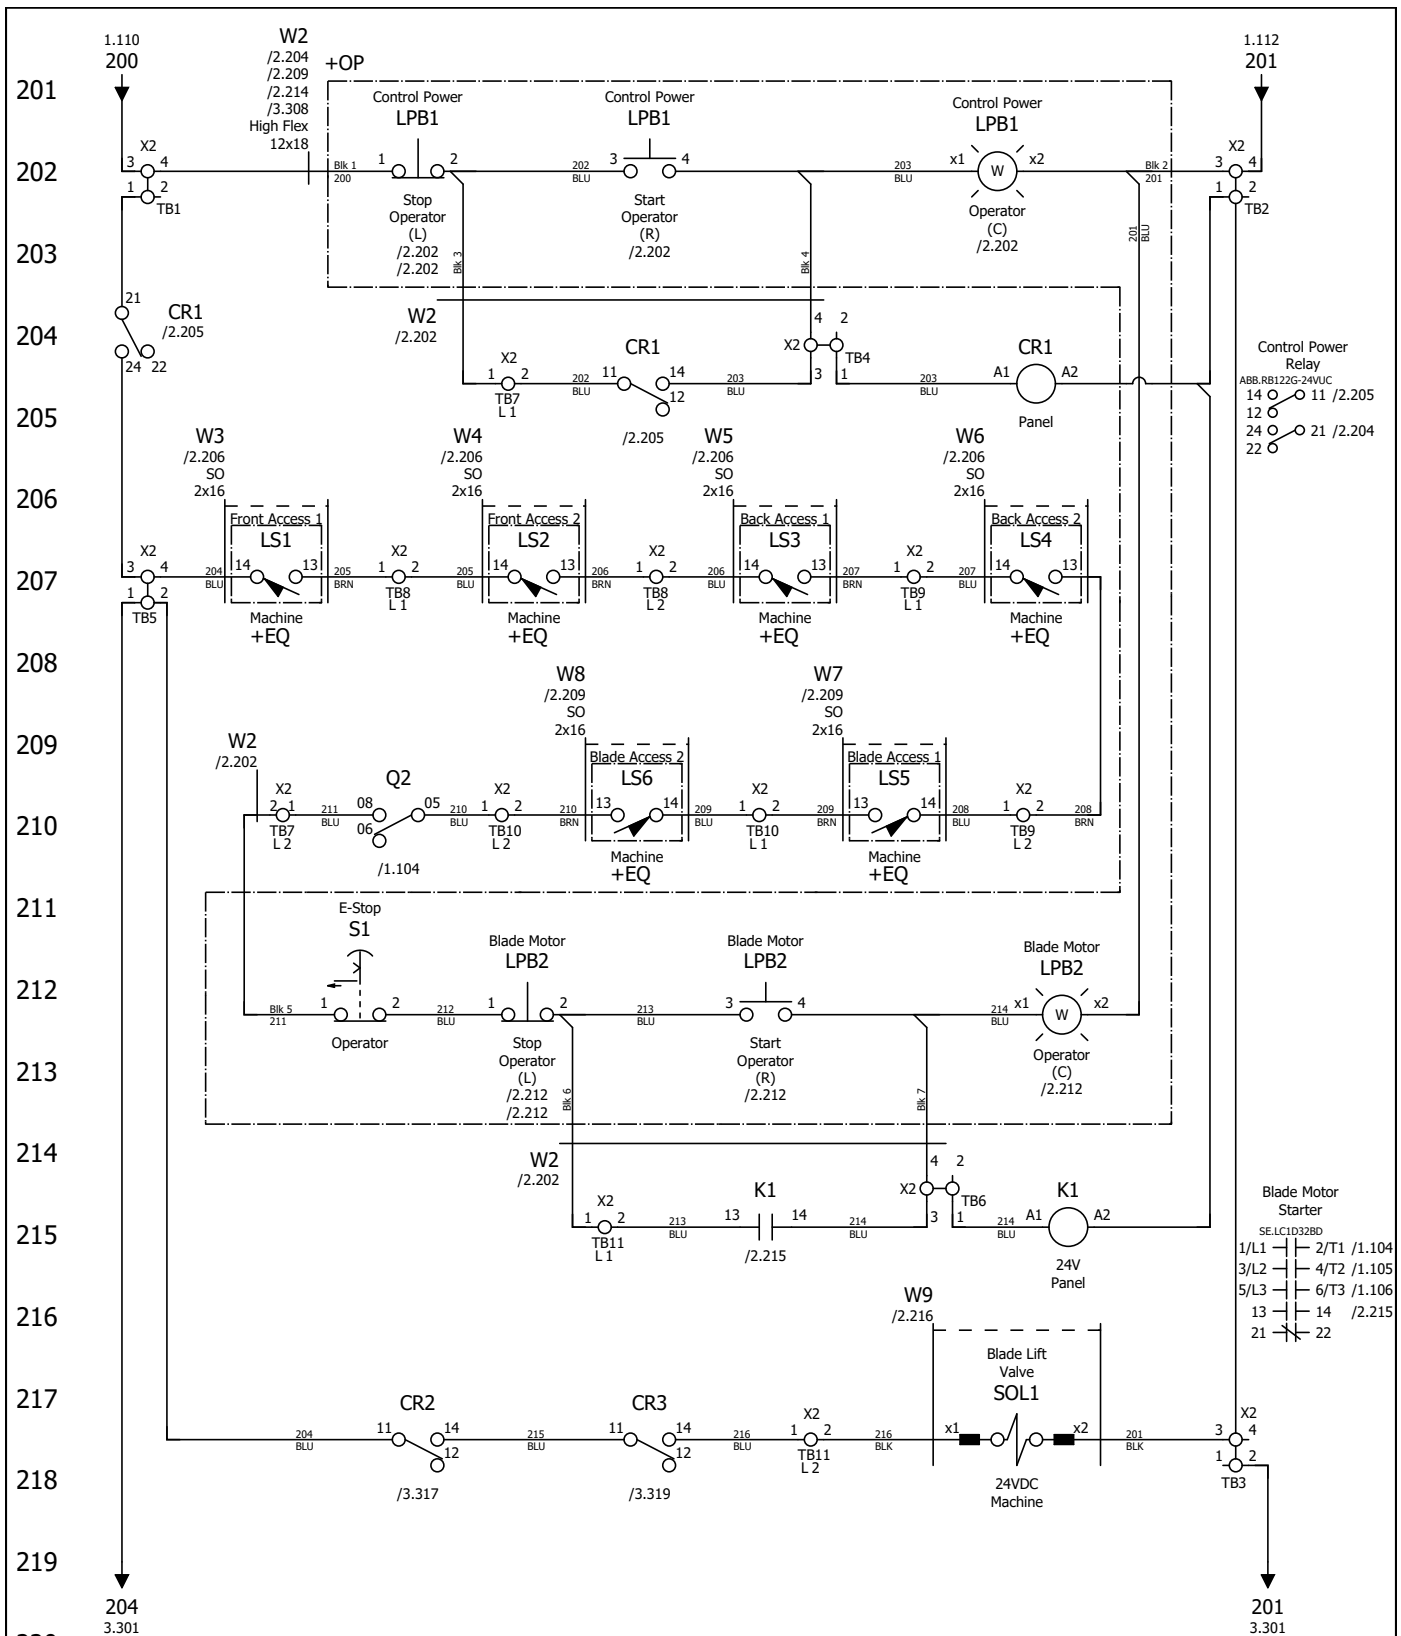 1.110
200
W2
/2.204
/2.209
/2.214
/3.308
High Flex
12x18
+OP
1.112
201
201
Control Power
LPB1
Control Power
LPB1
Control Power
LPB1
202
X2
3 4
1 2
TB1
Blk 1
200
1 2
202
BLU
3 4
203
BLU
x1 W x2
Blk 2
201
X2
3 4
1 2
TB2
Stop
Operator
(L)
/2.202
/2.202
Start
Operator
(R)
/2.202
Operator
(C)
/2.202
203
Blk 3
Blk 4
201
BLU
204
21
24 22
CR1
/2.205
W2
/2.202
X2
1 2
TB7
L 1
202
BLU
CR1
11 14
12
/2.205
203
BLU
4 2
X2
TB4
3 1
203
BLU
CR1
A1 A2
Panel
Control Power
Relay
ABB.RB122G-24VUC
14 11 /2.205
12
24 21 /2.204
22
205
W3
/2.206
SO
2x16
W4
/2.206
SO
2x16
W5
/2.206
SO
2x16
W6
/2.206
SO
2x16
206
Front Access 1
LS1
Front Access 2
LS2
Back Access 1
LS3
Back Access 2
LS4
207
X2
3 4
1 2
TB5
204
BLU
14 13
205
BRN
X2
1 2
TB8
L 1
205
BLU
14 13
206
BRN
X2
1 2
TB8
L 2
206
BLU
14 13
207
BRN
X2
1 2
TB9
L 1
207
BLU
14 13
Machine
+EQ
Machine
+EQ
Machine
+EQ
Machine
+EQ
208
W8
/2.209
SO
2x16
W7
/2.209
SO
2x16
209
W2
/2.202
Blade Access 2
LS6
Blade Access 1
LS5
210
X2
2 1
TB7
L 2
211
BLU
Q2
08 05
06
/1.104
210
BLU
X2
1 2
TB10
L 2
210
BRN
13 14
209
BLU
X2
1 2
TB10
L 1
209
BRN
13 14
208
BLU
X2
1 2
TB9
L 2
208
BRN
Machine
+EQ
Machine
+EQ
211
E-Stop
S1
Blade Motor
LPB2
Blade Motor
LPB2
Blade Motor
LPB2
212
Blk 5
211
1 2
Operator
212
BLU
1 2
213
BLU
3 4
214
BLU
x1 W x2
Stop
Operator
(L)
/2.212
/2.212
Start
Operator
(R)
/2.212
Operator
(C)
/2.212
213
Blk 6
Blk 7
214
W2
/2.202
215
X2
1 2
TB11
L 1
213
BLU
K1
13 14
/2.215
214
BLU
4 2
X2
TB6
3 1
214
BLU
K1
A1 A2
24V
Panel
Blade Motor
Starter
SE.LC1D32BD
1/L1 2/T1 /1.104
3/L2 4/T2 /1.105
5/L3 6/T3 /1.106
13 14 /2.215
21 22
216
W9
/2.216
Blade Lift
Valve
SOL1
217
204
BLU
CR2
11 14
12
/3.317
215
BLU
CR3
11 14
12
/3.319
216
BLU
X2
1 2
TB11
L 2
216
BLK
x1 x2
24VDC
Machine
201
BLK
X2
3 4
1 2
TB3
218
219
204
3.301
201
3.301